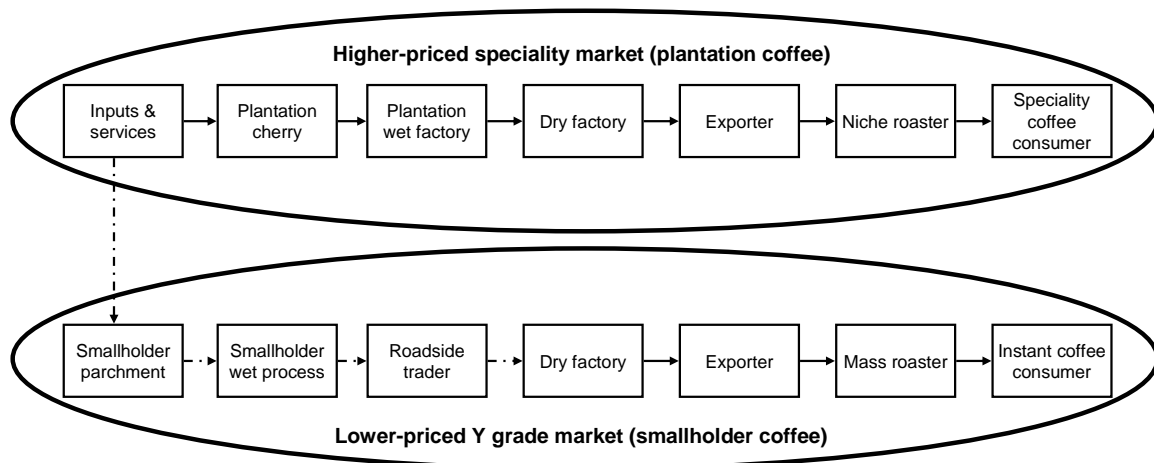 Higher-priced speciality market (plantation coffee)
Inputs &
services
Plantation
cherry
Plantation
wet factory
Dry factory
Exporter
Niche roaster
Speciality
coffee
consumer
Smallholder
parchment
Smallholder
wet process
Roadside
trader
Dry factory
Exporter
Mass roaster
Instant coffee
consumer
Lower-priced Y grade market (smallholder coffee)